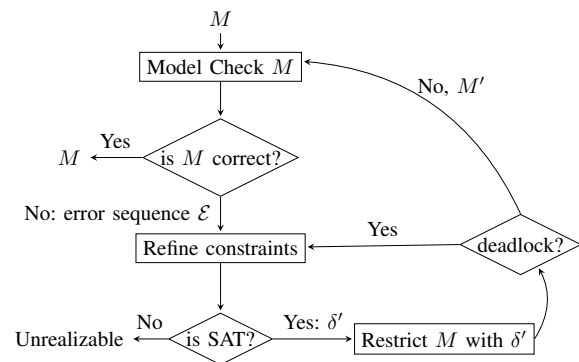 M
Model Check M
No, M′
Yes
M
is M correct?
No: error sequence ℰ
Yes
Refine constraints
deadlock?
No
is SAT?
Yes: δ′
Unrealizable
Restrict M with δ′